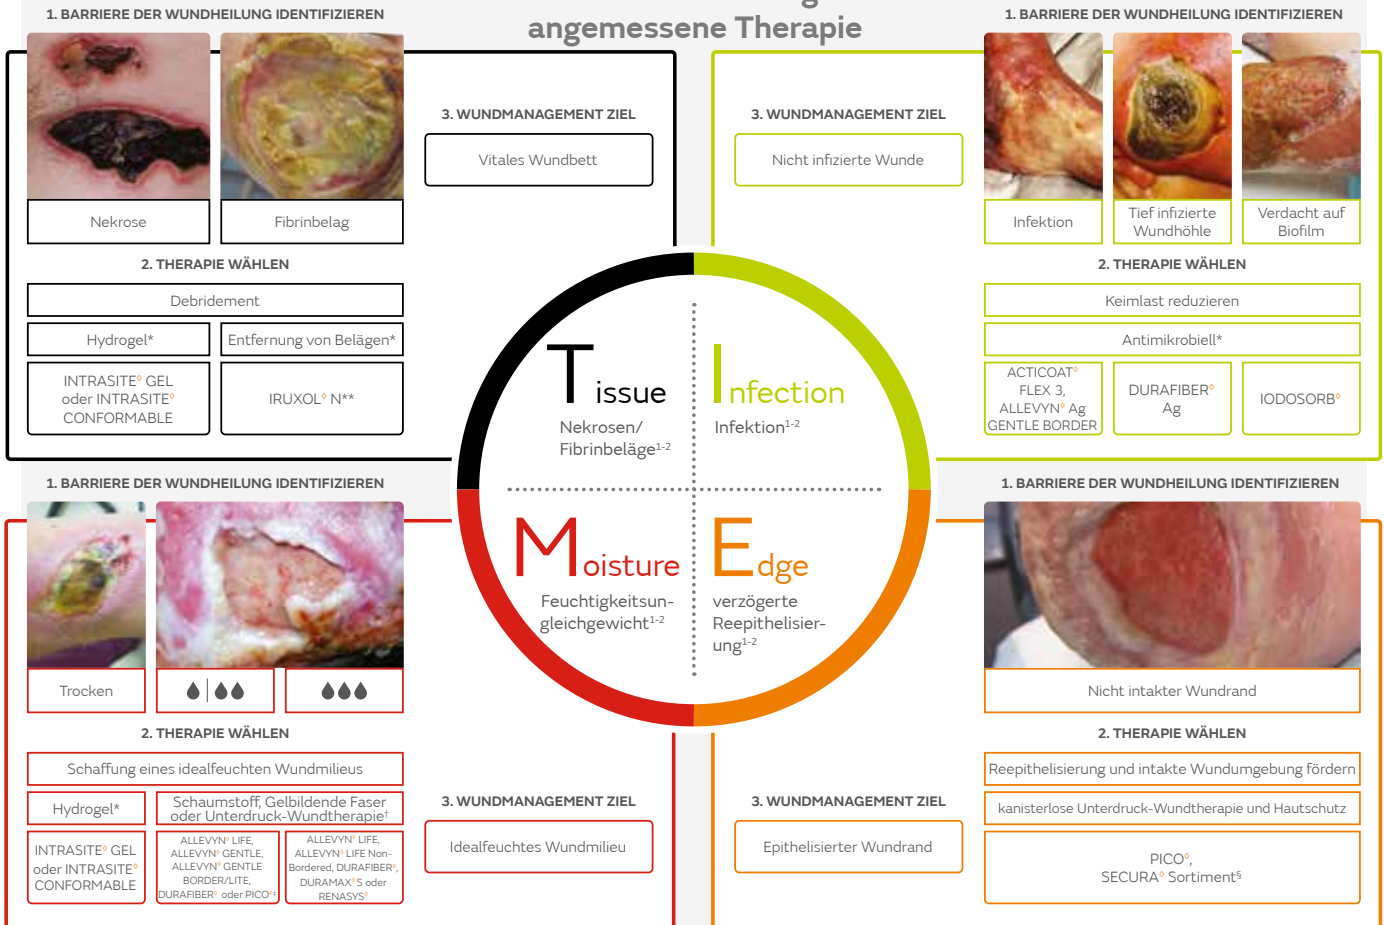 angemessene Therapie
1. BARRIERE DER WUNDHEILUNG IDENTIFIZIEREN
Nekrose
Fibrinbelag
2. THERAPIE WÄHLEN
Debridement
Hydrogel*
Entfernung von Belägen*
INTRASITE◊ GEL
oder INTRASITE◊
CONFORMABLE
IRUXOL◊ N**
3. WUNDMANAGEMENT ZIEL
Vitales Wundbett
3. WUNDMANAGEMENT ZIEL
Nicht infizierte Wunde
1. BARRIERE DER WUNDHEILUNG IDENTIFIZIEREN
Infektion
Tief infizierte
Wundhöhle
Verdacht auf
Biofilm
2. THERAPIE WÄHLEN
Keimlast reduzieren
Antimikrobiell*
ACTICOAT◊
FLEX 3,
ALLEVYN◊ Ag
GENTLE BORDER
DURAFIBER◊
Ag
IODOSORB◊
Tissue
Nekrosen/
Fibrinbeläge1-2
Infection
Infektion1-2
Moisture
Feuchtigkeitsun-
gleichgewicht1-2
Edge
verzögerte
Reepithelisier-
ung1-2
1. BARRIERE DER WUNDHEILUNG IDENTIFIZIEREN
Trocken
2. THERAPIE WÄHLEN
Schaffung eines idealfeuchten Wundmilieus
Hydrogel*
Schaumstoff, Gelbildende Faser
oder Unterdruck-Wundtherapie†
INTRASITE◊ GEL
oder INTRASITE◊
CONFORMABLE
ALLEVYN◊ LIFE,
ALLEVYN◊ GENTLE,
ALLEVYN◊ GENTLE
BORDER/LITE,
DURAFIBER◊ oder PICO◊‡
ALLEVYN◊ LIFE,
ALLEVYN◊ LIFE Non-
Bordered, DURAFIBER◊,
DURAMAX◊ S oder
RENASYS◊
3. WUNDMANAGEMENT ZIEL
Idealfeuchtes Wundmilieu
3. WUNDMANAGEMENT ZIEL
Epithelisierter Wundrand
1. BARRIERE DER WUNDHEILUNG IDENTIFIZIEREN
Nicht intakter Wundrand
2. THERAPIE WÄHLEN
Reepithelisierung und intakte Wundumgebung fördern
kanisterlose Unterdruck-Wundtherapie und Hautschutz
PICO◊,
SECURA◊ Sortiment§